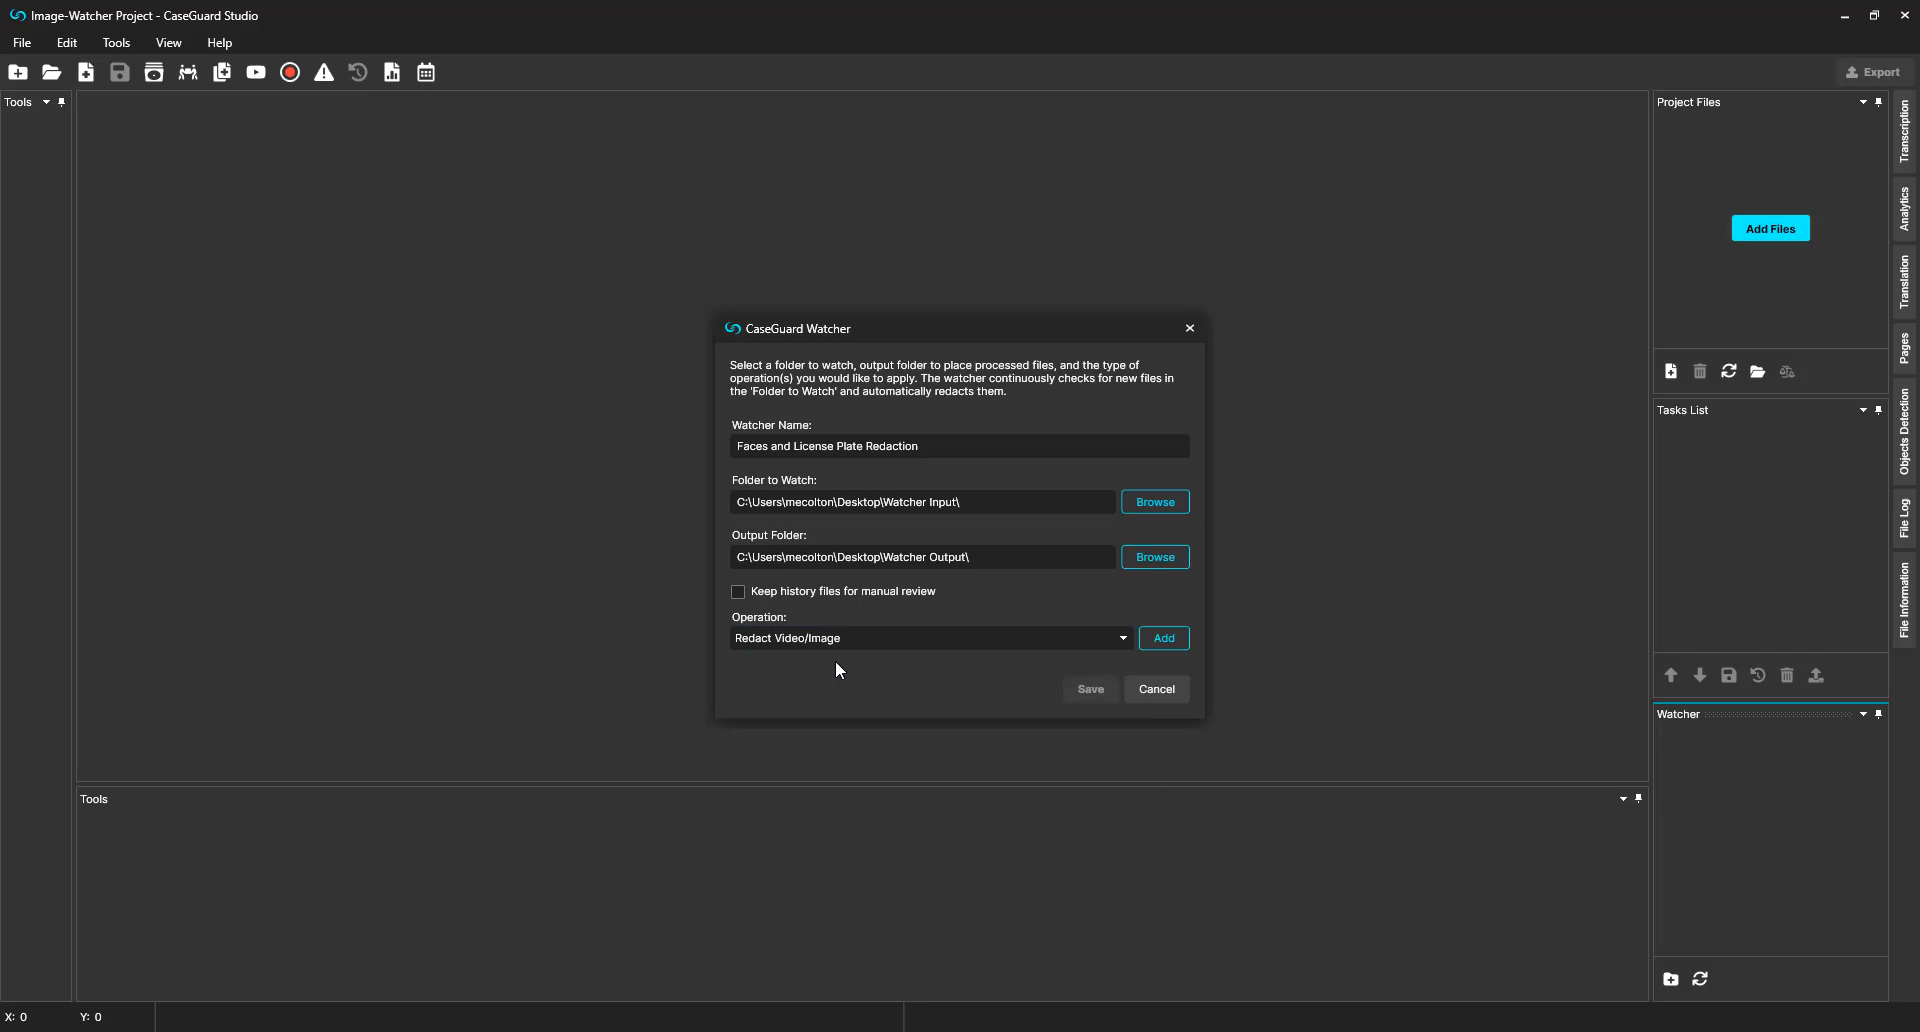 Image-Watcher Project - CaseGuard Studio
File Edit Tools View Help
Export
Tools
Project Files
Add Files
Transcription
Analytics
Translation
Pages
Objects Detection
File Log
File Information
CaseGuard Watcher
Select a folder to watch, output folder to place processed files, and the type of
operation(s) you would like to apply. The watcher continuously checks for new files in
the 'Folder to Watch' and automatically redacts them.
Watcher Name:
Faces and License Plate Redaction
Folder to Watch:
C:\Users\mecolton\Desktop\Watcher Input\ Browse
Output Folder:
C:\Users\mecolton\Desktop\Watcher Output\ Browse
Keep history files for manual review
Operation:
Redact Video/Image Add
Save Cancel
Tasks List
Watcher
Tools
X: 0 Y: 0